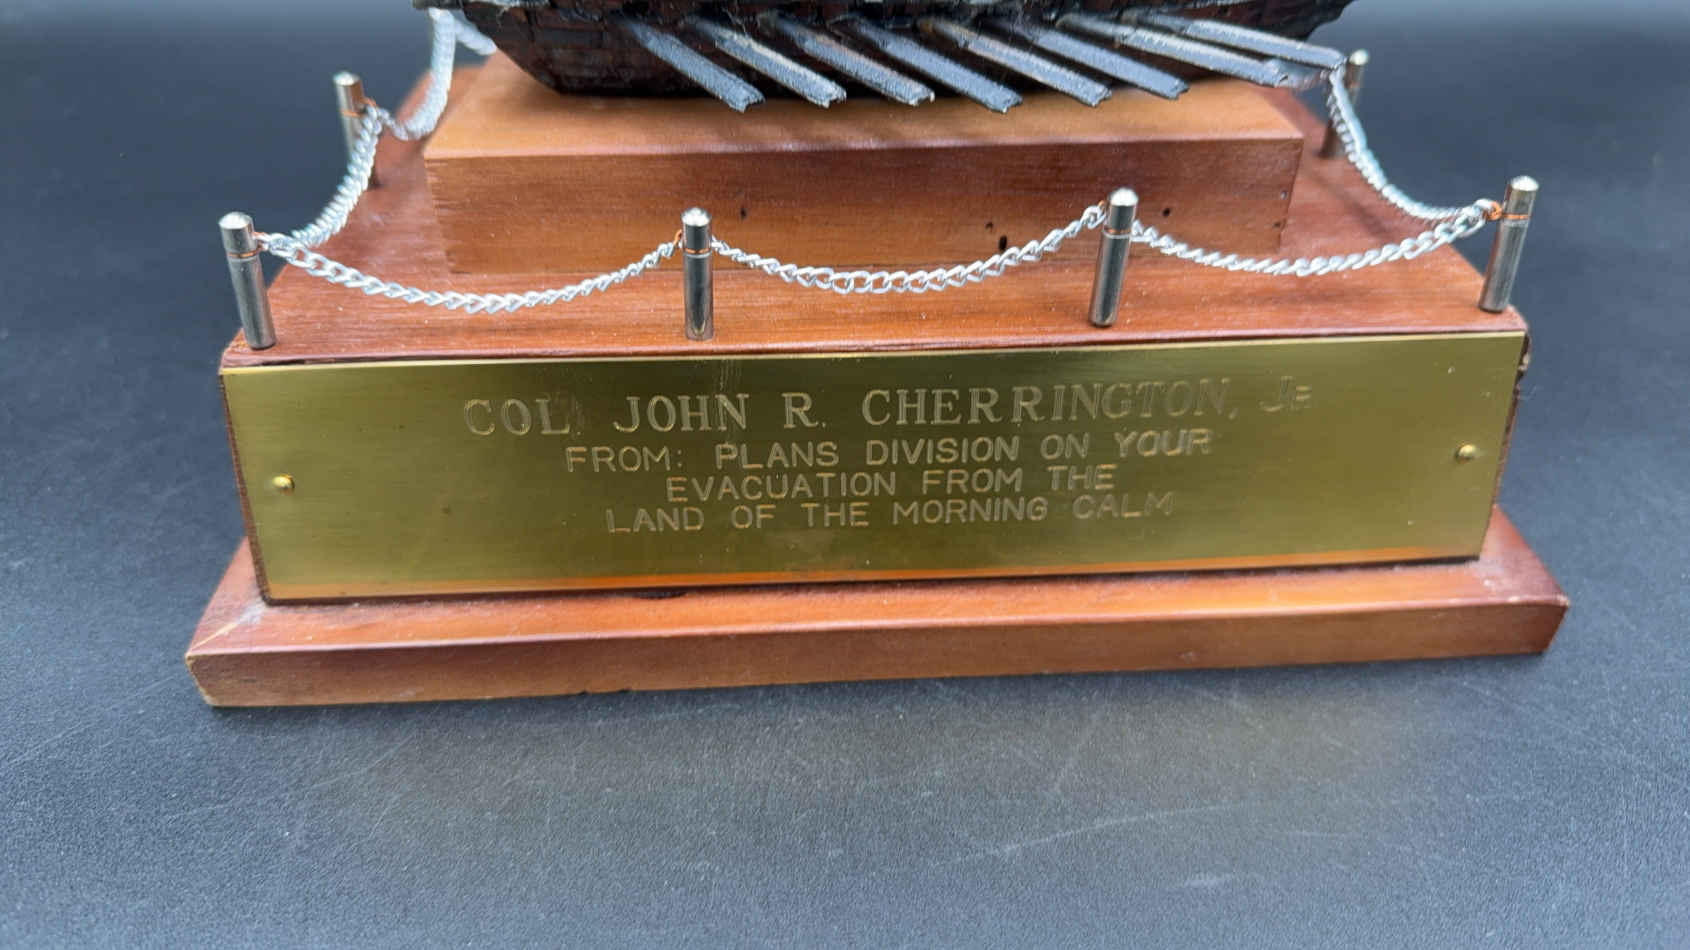 COL. JOHN R. CHERRINGTON, JR
FROM: PLANS DIVISION ON YOUR
EVACUATION FROM THE
LAND OF THE MORNING CALM